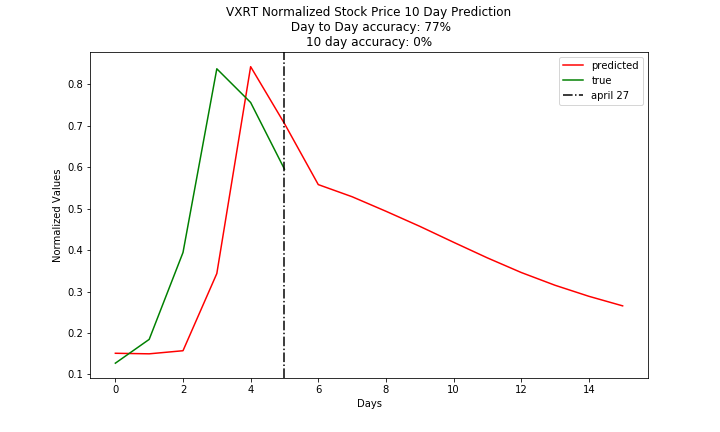 VXRT Normalized Stock Price 10 Day Prediction
Day to Day accuracy: 77%
10 day accuracy: 0%
predicted
true
april 27
Normalized Values
0.8
0.7
0.6
0.5
0.4
0.3
0.2
0.1
0 2 4 6 8 10 12 14
Days